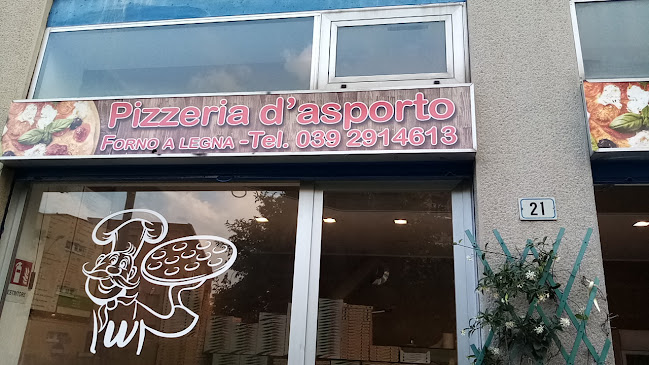 Pizzeria d'asporto
FORNO A LEGNA - Tel. 039 2914613
21